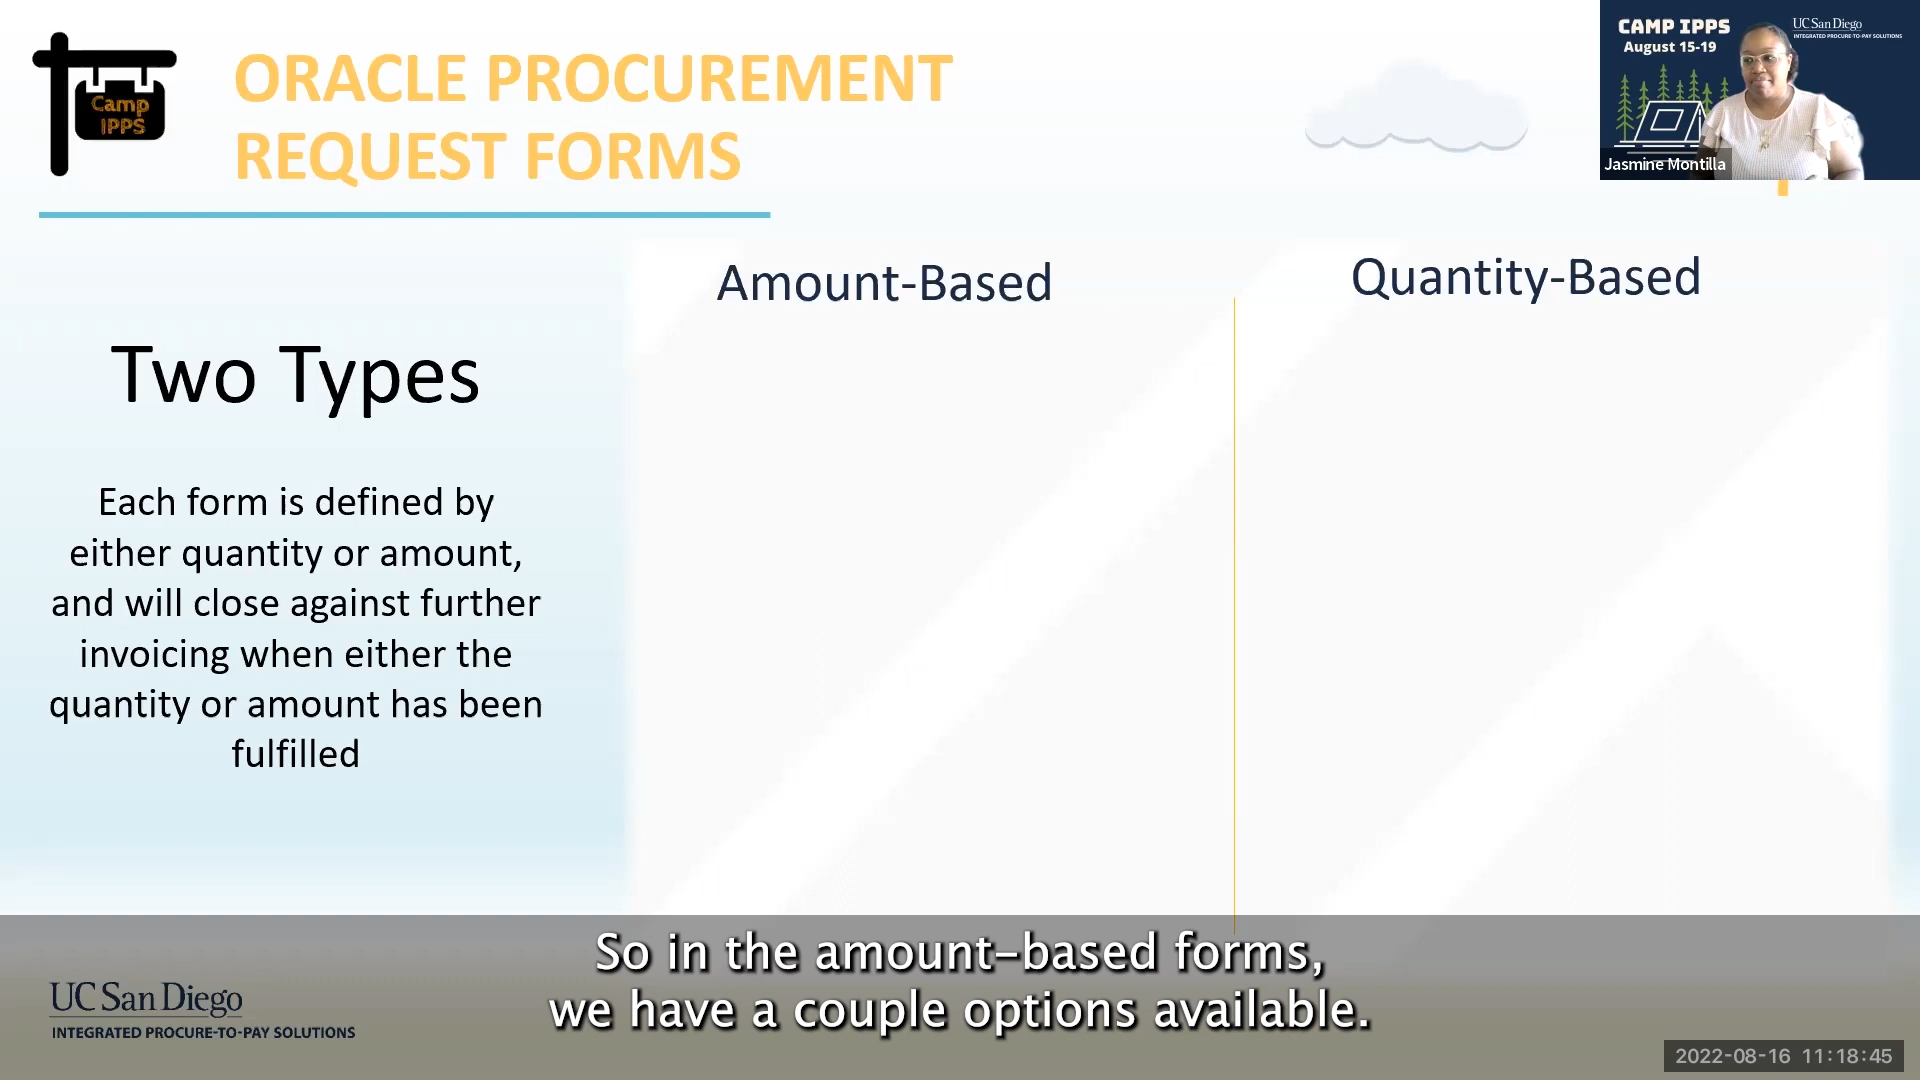 Camp
IPPS
ORACLE PROCUREMENT
REQUEST FORMS
CAMP IPPS
August 15-19
UC San Diego
INTEGRATED PROCURE-TO-PAY SOLUTIONS
Jasmine Montilla
Two Types
Each form is defined by
either quantity or amount,
and will close against further
invoicing when either the
quantity or amount has been
fulfilled
Amount-Based
Quantity-Based
So in the amount-based forms,
we have a couple options available.
UC San Diego
INTEGRATED PROCURE-TO-PAY SOLUTIONS
2022-08-16 11:18:45